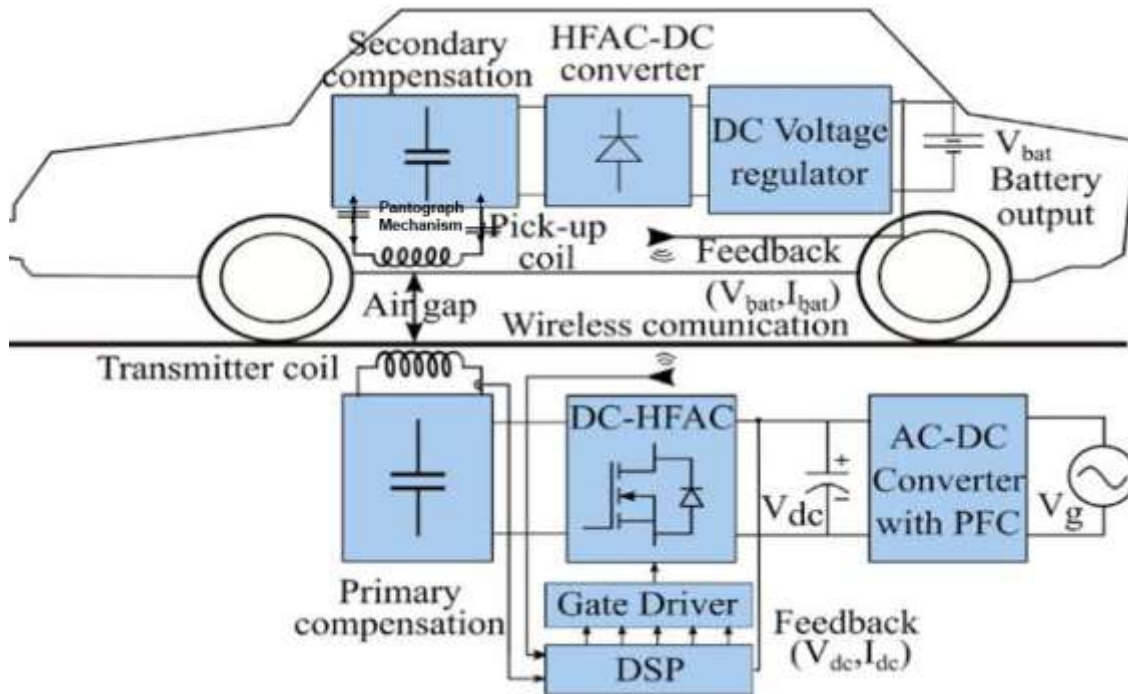 Secondary
compensation
HFAC-DC
converter
DC Voltage
regulator
V_bat
Battery
output
Pantograph
Mechanism
Pick-up
coil
Feedback
(V_bat,I_bat)
Air gap
Wireless comunication
Transmitter coil
DC-HFAC
AC-DC
Converter
with PFC
+
V_dc
-
V_g
Primary
compensation
Gate Driver
DSP
Feedback
(V_dc,I_dc)